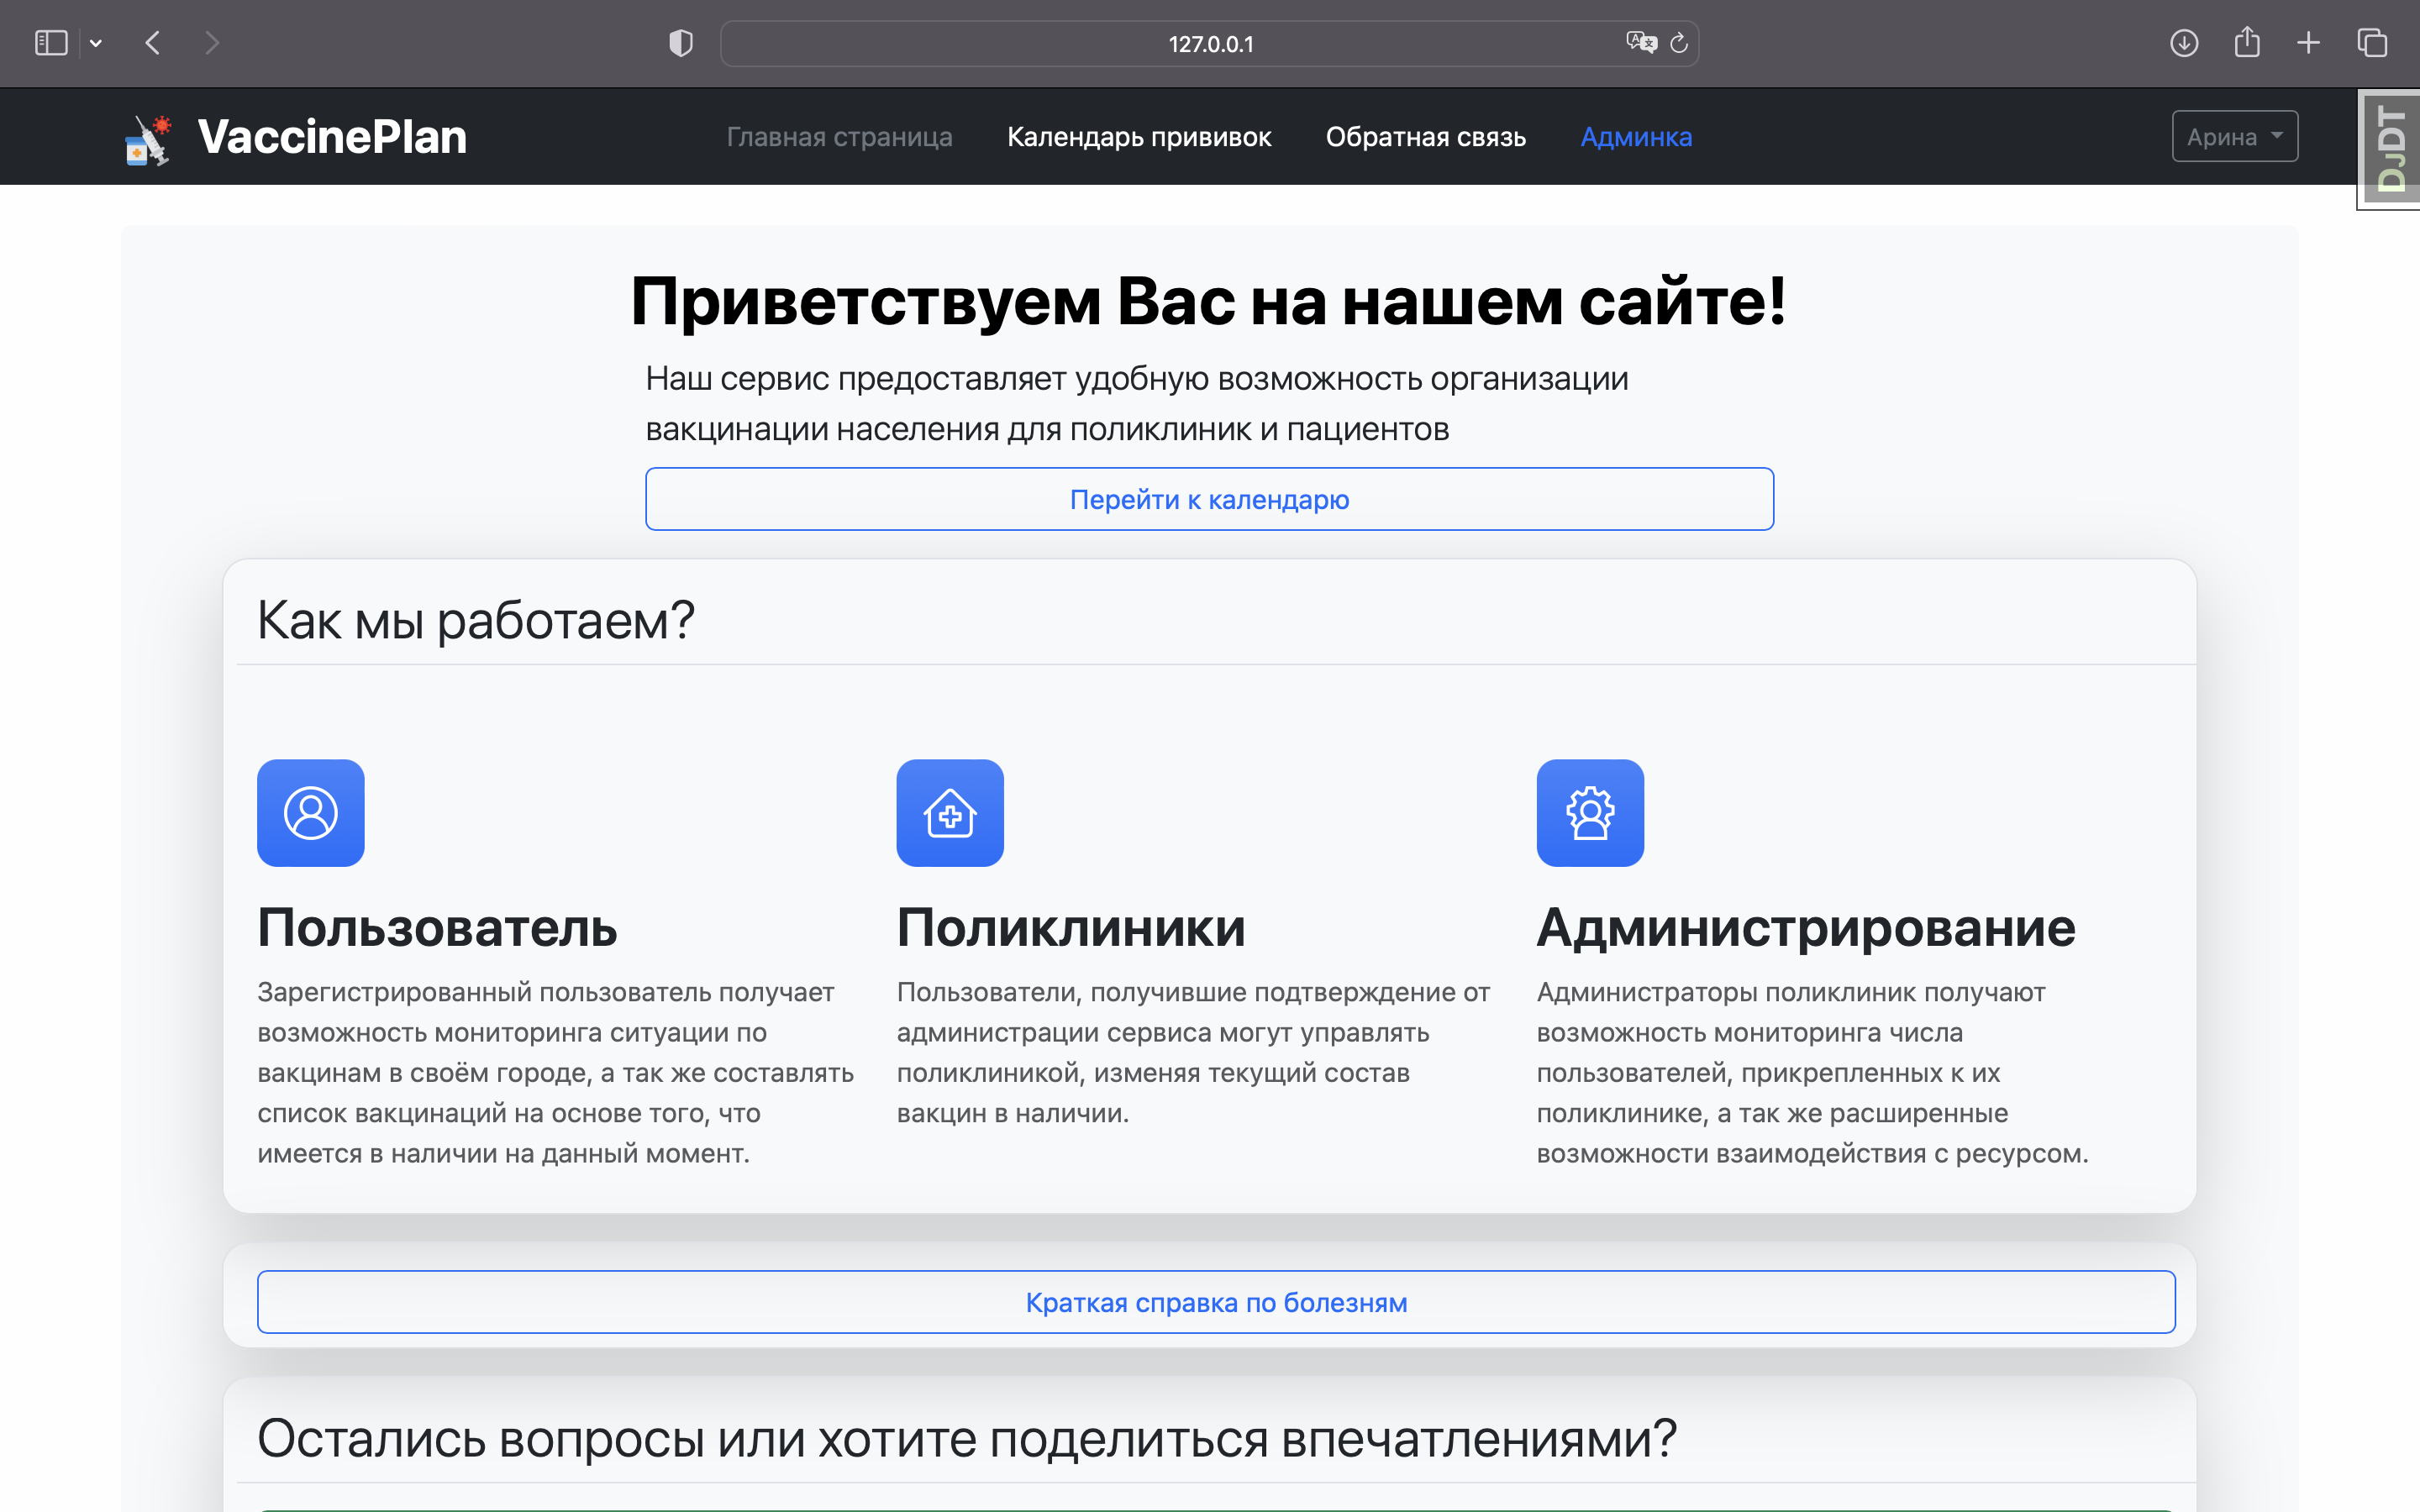 127.0.0.1
VaccinePlan
Главная страница
Календарь прививок
Обратная связь
Админка
Арина
DJDT
Приветствуем Вас на нашем сайте!
Наш сервис предоставляет удобную возможность организации
вакцинации населения для поликлиник и пациентов
Перейти к календарю
Как мы работаем?
Пользователь
Зарегистрированный пользователь получает
возможность мониторинга ситуации по
вакцинам в своём городе, а так же составлять
список вакцинаций на основе того, что
имеется в наличии на данный момент.
Поликлиники
Пользователи, получившие подтверждение от
администрации сервиса могут управлять
поликлиникой, изменяя текущий состав
вакцин в наличии.
Администрирование
Администраторы поликлиник получают
возможность мониторинга числа
пользователей, прикрепленных к их
поликлинике, а так же расширенные
возможности взаимодействия с ресурсом.
Краткая справка по болезням
Остались вопросы или хотите поделиться впечатлениями?